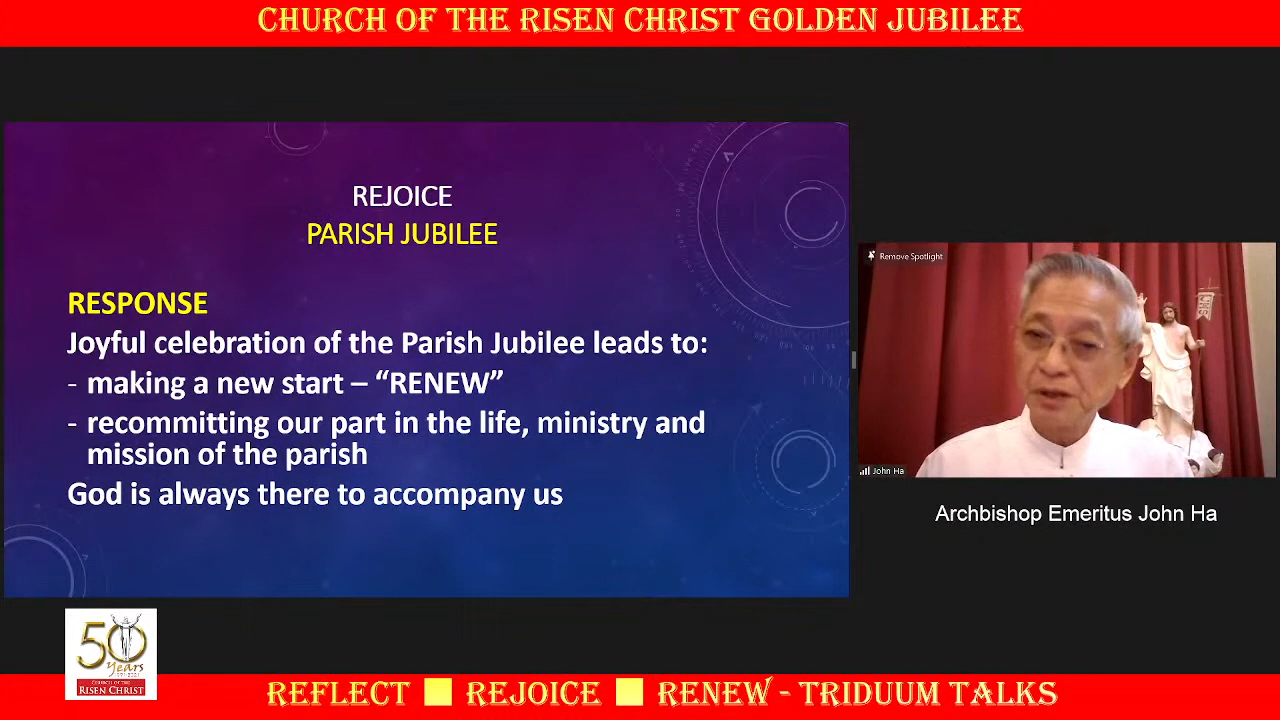 CHURCH OF THE RISEN CHRIST GOLDEN JUBILEE
REJOICE
PARISH JUBILEE
RESPONSE
Joyful celebration of the Parish Jubilee leads to:
- making a new start – “RENEW”
- recommitting our part in the life, ministry and
mission of the parish
God is always there to accompany us
Remove Spotlight
John Ha
Archbishop Emeritus John Ha
50
Years
CHURCH OF THE
RISEN CHRIST
REFLECT REJOICE RENEW - TRIDUUM TALKS